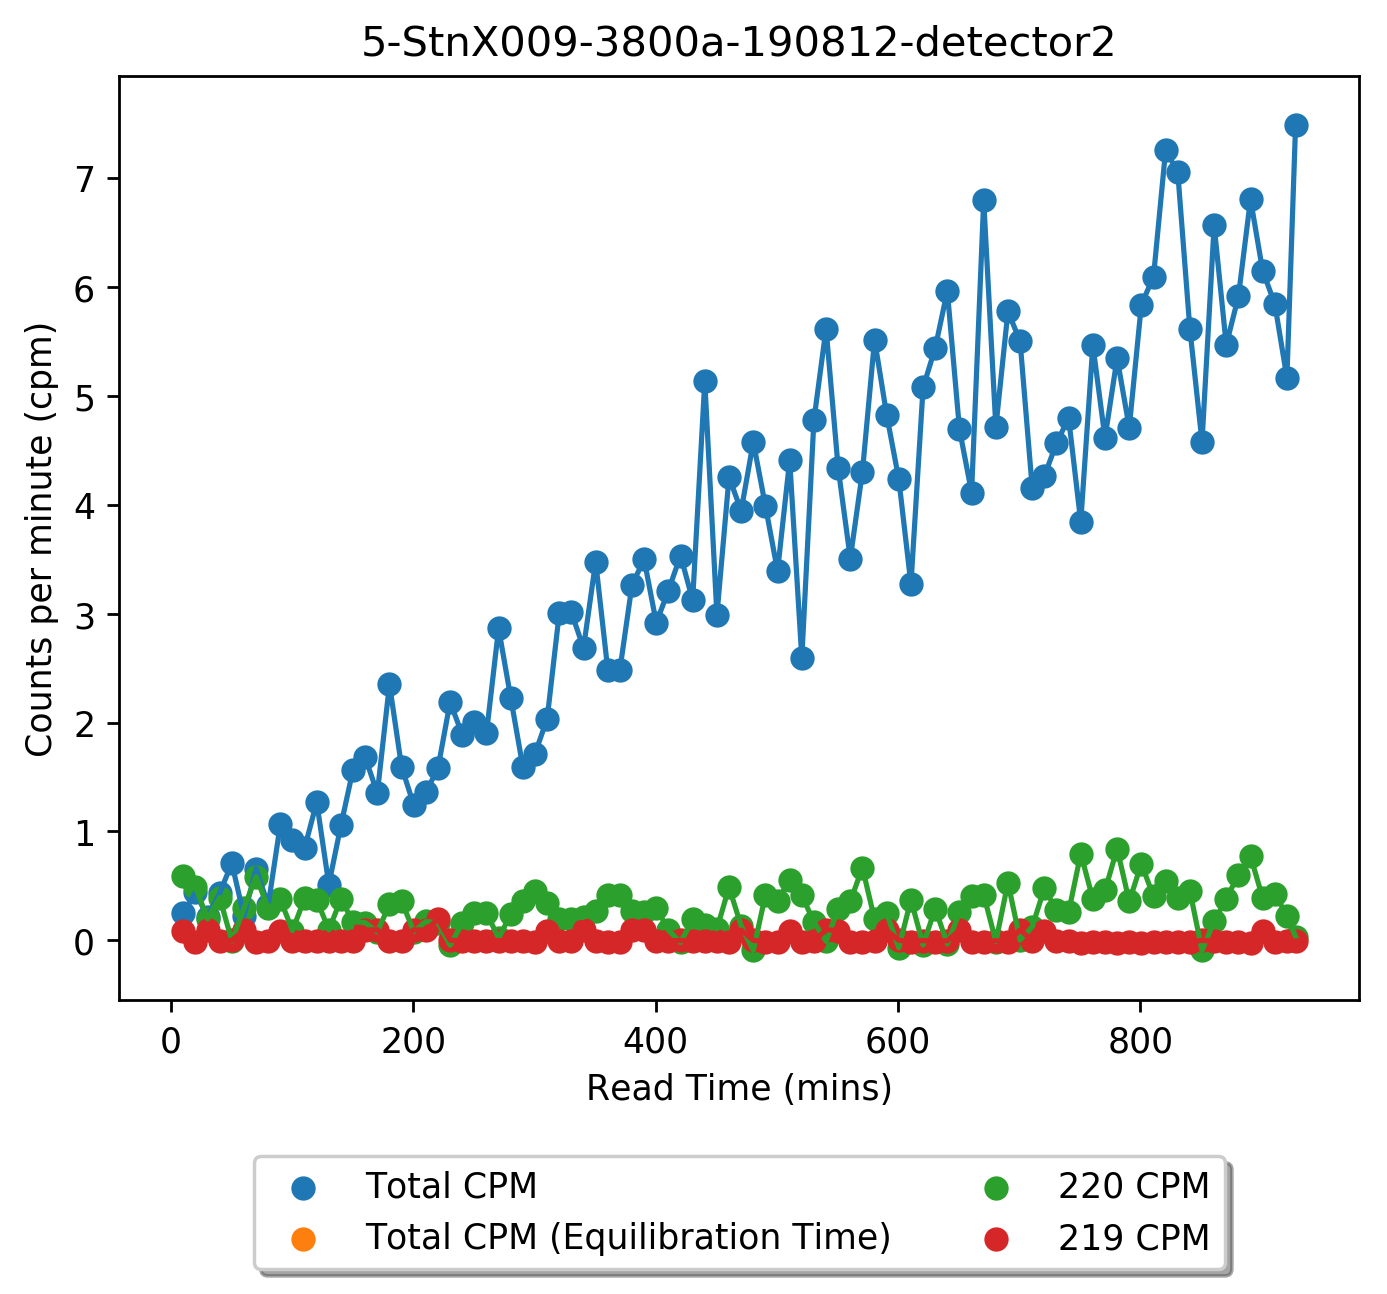 5-StnX009-3800a-190812-detector2
7
6
5
4
3
2
1
0
Counts per minute (cpm)
0 200 400 600 800
Read Time (mins)
Total CPM 220 CPM
Total CPM (Equilibration Time) 219 CPM